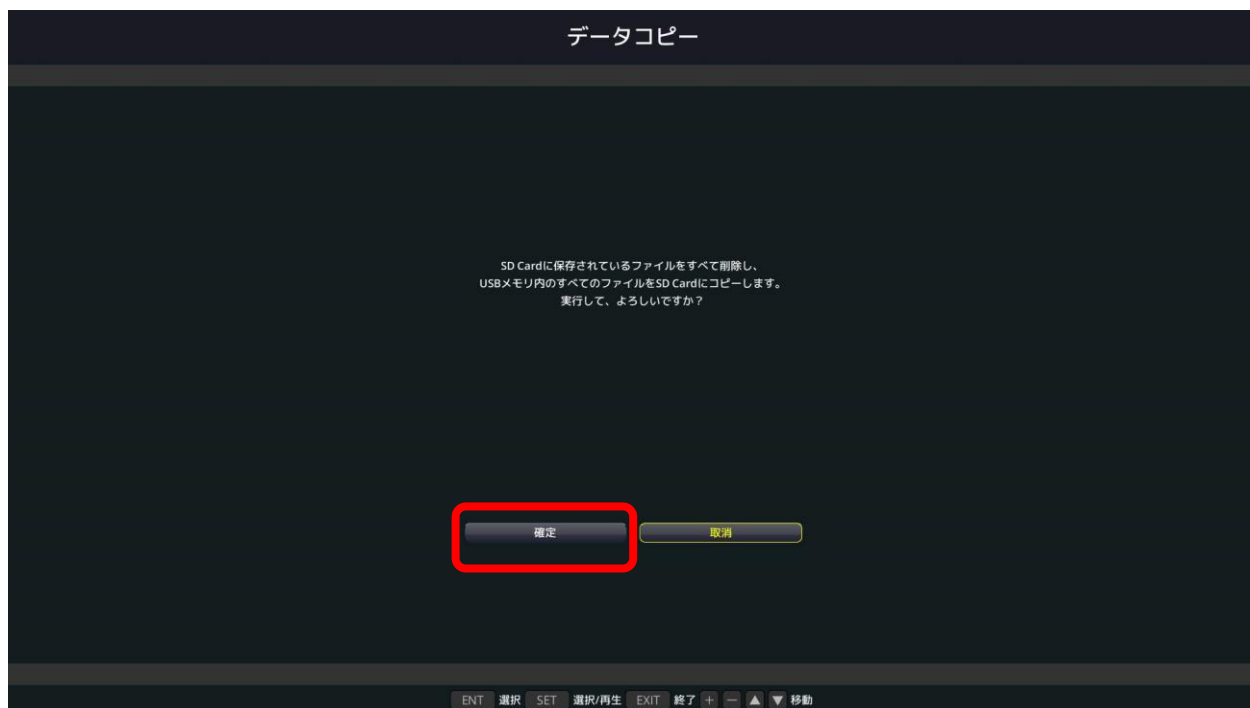 データコピー
SD Cardに保存されているファイルをすべて削除し、
USBメモリ内のすべてのファイルをSD Cardにコピーします。
実行して、よろしいですか？
確定 取消
ENT 選択 SET 選択/再生 EXIT 終了 + − ▲ ▼ 移動